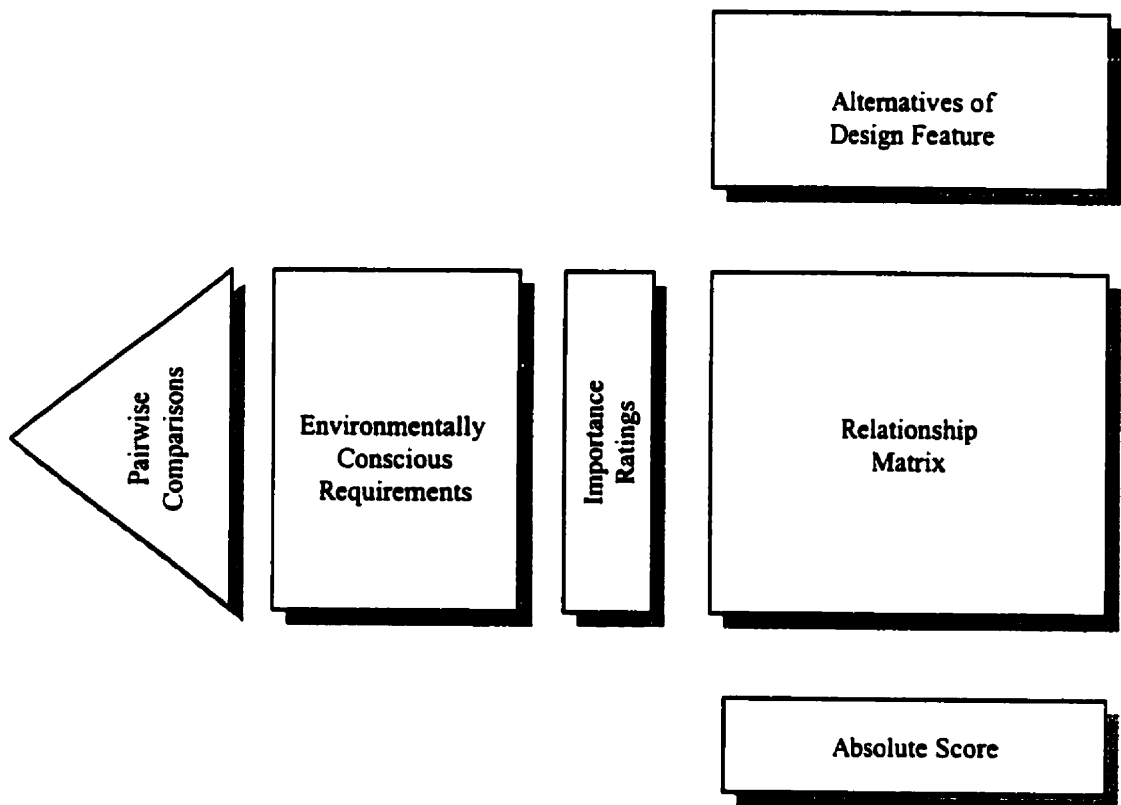 Alternatives of
Design Feature
Pairwise
Comparisons
Environmentally
Conscious
Requirements
Importance
Ratings
Relationship
Matrix
Absolute Score